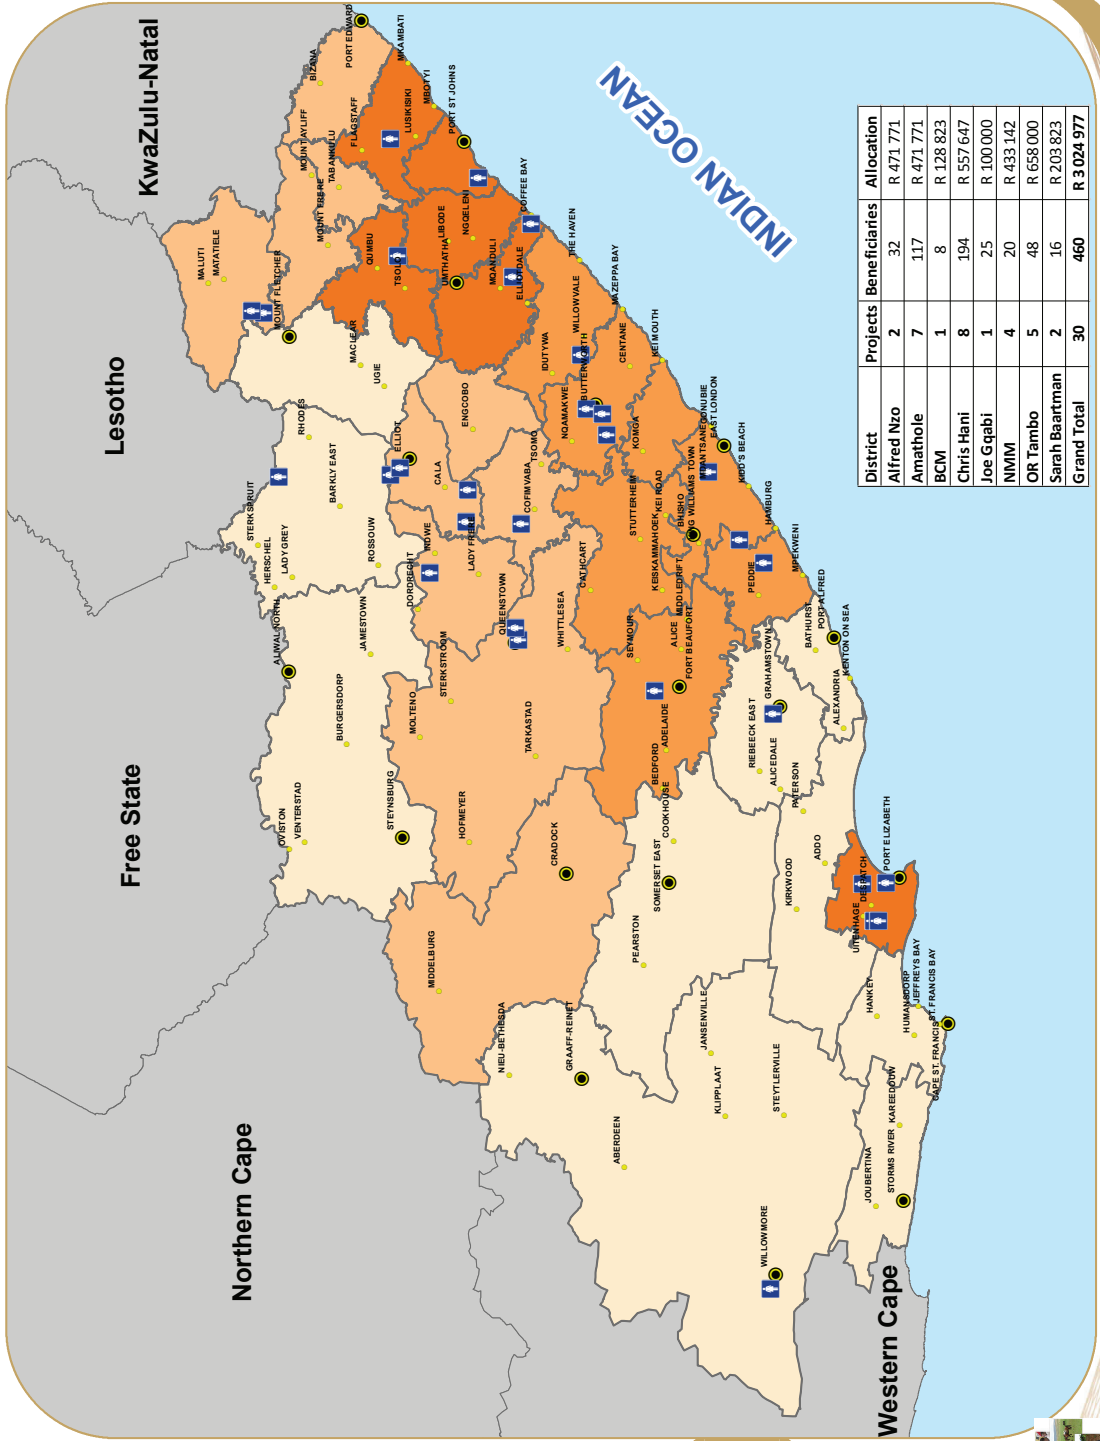 KwaZulu-Natal
Lesotho
Free State
Northern Cape
Western Cape
INDIAN OCEAN
PORT EDWARD
BIZANA
MKAMBATI
MBOTYI
PORT ST JOHNS
LUSIKISIKI
FLAGSTAFF
MOUNT AYLIFF
TABANKULU
MOUNT FRERE
MALUTI
MATATIELE
MOUNT FLETCHER
QUMBU
TSOLO
LIBODE
NGQELENI
UMTHATHA
MQANDULI
COFFEE BAY
ELLIOTDALE
THE HAVEN
MACLEAR
UGIE
RHODES
BARKLY EAST
ELLIOT
ENGCOBO
CALA
IDUTYWA
WILLOWVALE
MAZEPPA BAY
BUTTERWORTH
CENTANE
NQAMAKWE
KEI MOUTH
KOMGA
TSOMO
COFIMVABA
STERKSPRUIT
HERSCHEL
LADY GREY
ROSSOUW
INDWE
LADY FRERE
DORDRECHT
QUEENSTOWN
WHITTLESEA
CATHCART
STUTTERHEIM
KEI ROAD
KEISKAMMAHOEK
BHISHO
KING WILLIAMS TOWN
MDANTSANE
GONUBIE
EAST LONDON
KIDD'S BEACH
HAMBURG
MPEKWENI
PEDDIE
MIDDLEDRIFT
ALICE
FORT BEAUFORT
SEYMOUR
ADELAIDE
BEDFORD
ALIWAL NORTH
JAMESTOWN
BURGERSDORP
STERKSTROOM
MOLTENO
TARKASTAD
OVISTON
VENTERSTAD
STEYNSBURG
HOFMEYER
CRADOCK
MIDDELBURG
COOKHOUSE
SOMERSET EAST
PEARSTON
GRAHAMSTOWN
RIEBEECK EAST
ALICEDALE
PATERSON
BATHURST
PORT ALFRED
KENTON ON SEA
ALEXANDRIA
ADDO
KIRKWOOD
DESPATCH
PORT ELIZABETH
UITENHAGE
NIEU-BETHESDA
GRAAFF-REINET
ABERDEEN
JANSENVILLE
KLIPPLAAT
STEYTLERVILLE
HANKEY
HUMANSDORP
JEFFREYS BAY
ST. FRANCIS BAY
CAPE ST. FRANCIS
KAREEDOUW
STORMS RIVER
JOUBERTINA
WILLOWMORE
District Projects Beneficiaries Allocation
Alfred Nzo 2 32 R 471 771
Amathole 7 117 R 471 771
BCM 1 8 R 128 823
Chris Hani 8 194 R 557 647
Joe Gqabi 1 25 R 100 000
NMM 4 20 R 433 142
OR Tambo 5 48 R 658 000
Sarah Baartman 2 16 R 203 823
Grand Total 30 460 R 3 024 977